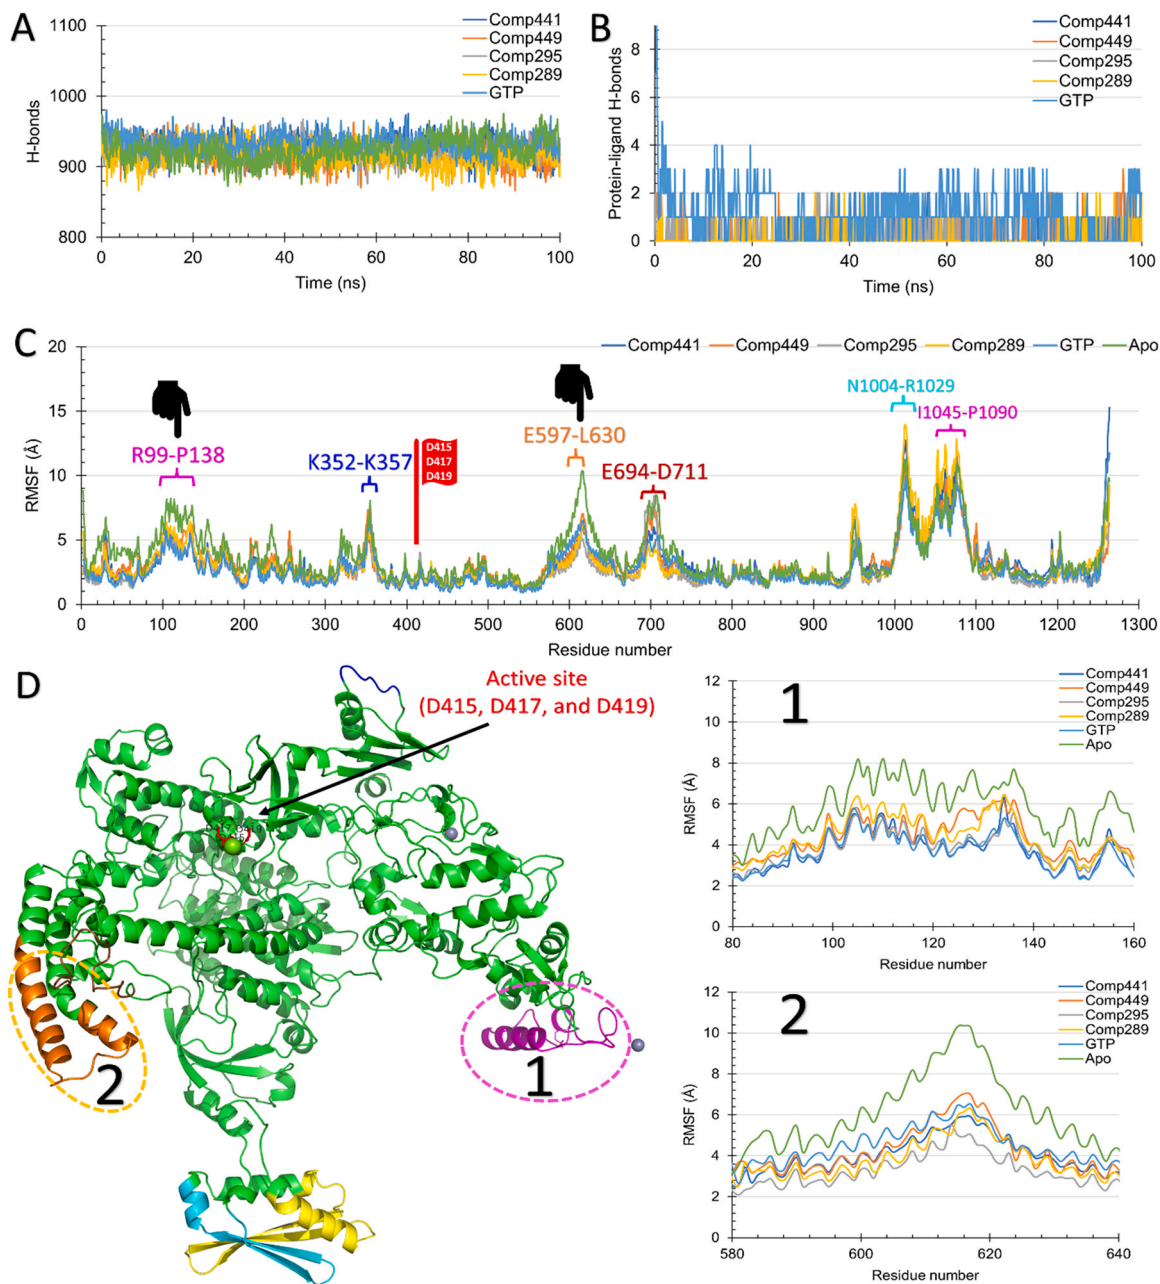 A
1100
1000
900
800
H-bonds
0 20 40 60 80 100
Time (ns)
Comp441
Comp449
Comp295
Comp289
GTP
B
8
6
4
2
0
Protein-ligand H-bonds
0 20 40 60 80 100
Time (ns)
Comp441
Comp449
Comp295
Comp289
GTP
C
20
15
10
5
0
RMSF (Å)
Comp441 Comp449 Comp295 Comp289 GTP Apo
R99-P138
K352-K357
D415
D417
D419
E597-L630
E694-D711
N1004-R1029
I1045-P1090
0 100 200 300 400 500 600 700 800 900 1000 1100 1200 1300
Residue number
D
Active site
(D415, D417, and D419)
2
1
1
12
10
8
6
4
2
0
RMSF (Å)
80 100 120 140 160
Residue number
Comp441
Comp449
Comp295
Comp289
GTP
Apo
2
12
10
8
6
4
2
0
RMSF (Å)
580 600 620 640
Residue number
Comp441
Comp449
Comp295
Comp289
GTP
Apo